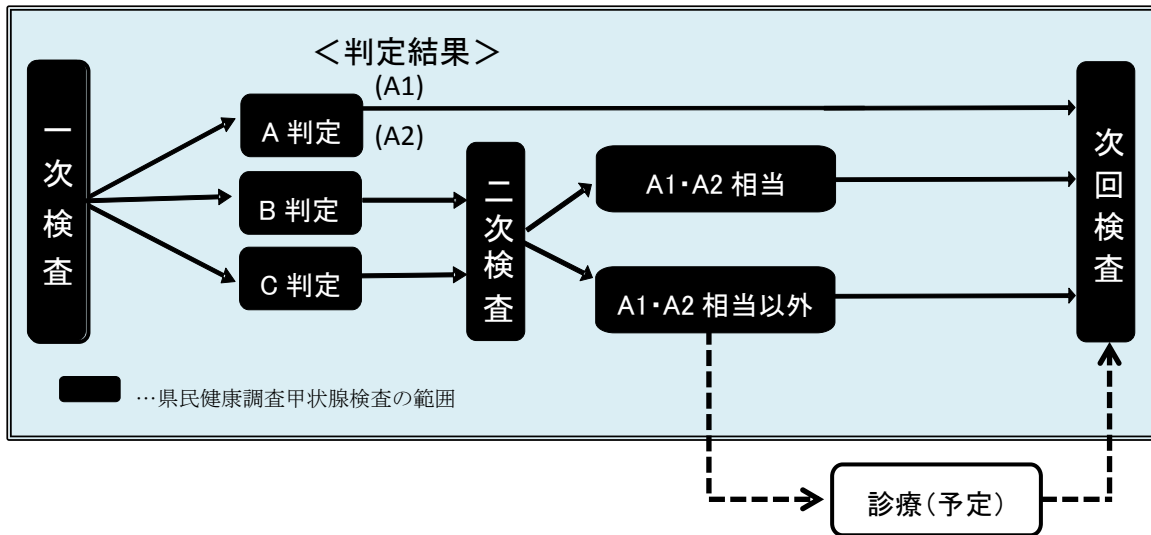 ＜判定結果＞
一次検査
A 判定
(A1)
(A2)
B 判定
C 判定
二次検査
A1・A2 相当
A1・A2 相当以外
次回検査
…県民健康調査甲状腺検査の範囲
診療(予定)